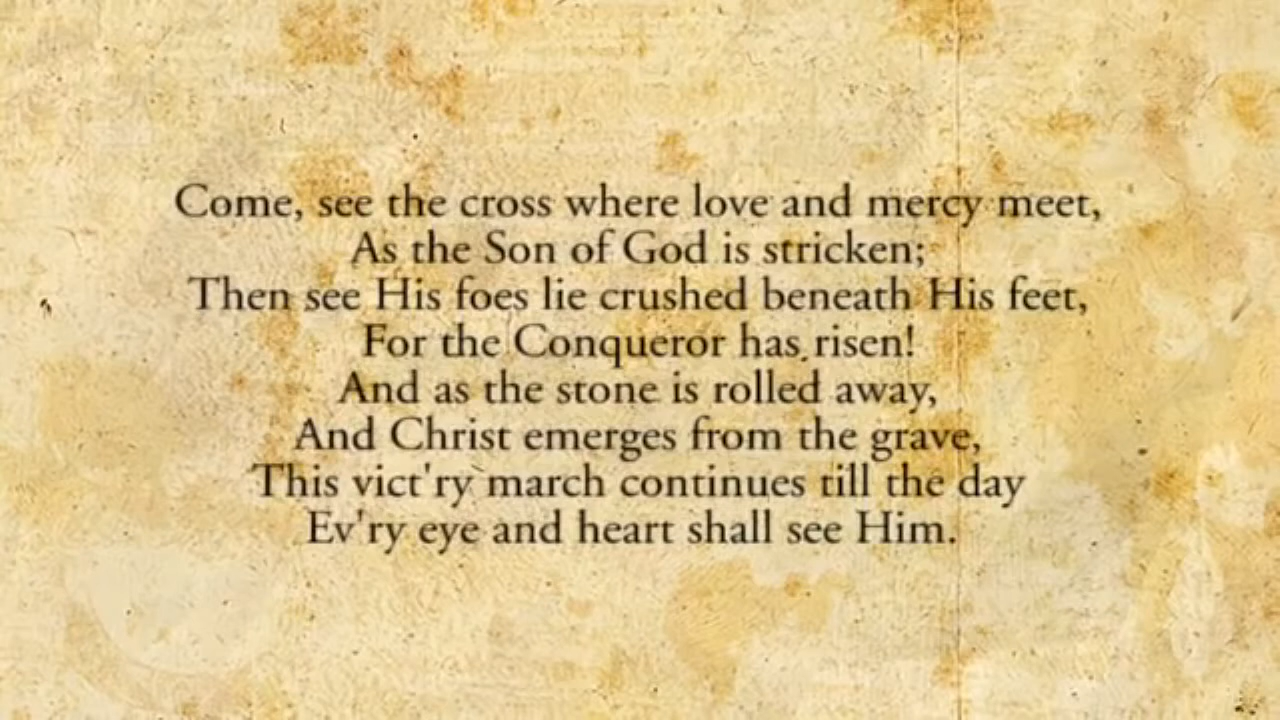 Come, see the cross where love and mercy meet,
As the Son of God is stricken;
Then see His foes lie crushed beneath His feet,
For the Conqueror has risen!
And as the stone is rolled away,
And Christ emerges from the grave,
This vict'ry march continues till the day
Ev'ry eye and heart shall see Him.